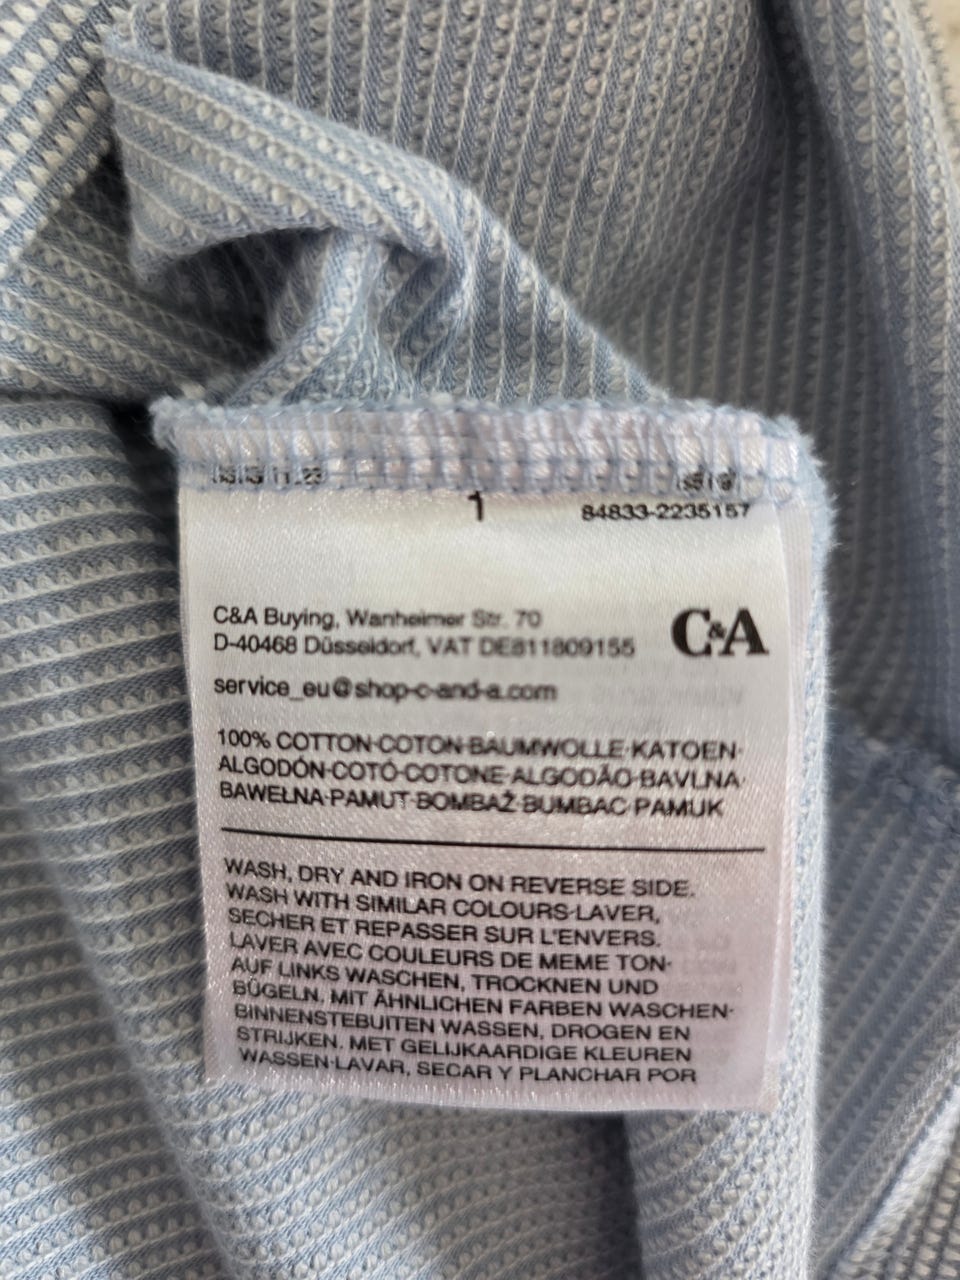 11.23
1
84833-2235157
C&A Buying, Wanheimer Str. 70
D-40468 Düsseldorf, VAT DE811809155
C&A
service_eu@shop-c-and-a.com
100% COTTON·COTON·BAUMWOLLE·KATOEN·
ALGODÓN·COTÓ·COTONE·ALGODÃO·BAVLNA·
BAWEŁNA·PAMUT·BOMBAŽ·BUMBAC·PAMUK
WASH, DRY AND IRON ON REVERSE SIDE.
WASH WITH SIMILAR COLOURS·LAVER,
SECHER ET REPASSER SUR L'ENVERS.
LAVER AVEC COULEURS DE MEME TON·
AUF LINKS WASCHEN, TROCKNEN UND
BÜGELN. MIT ÄHNLICHEN FARBEN WASCHEN·
BINNENSTEBUITEN WASSEN, DROGEN EN
STRIJKEN. MET GELIJKAARDIGE KLEUREN
WASSEN·LAVAR, SECAR Y PLANCHAR POR